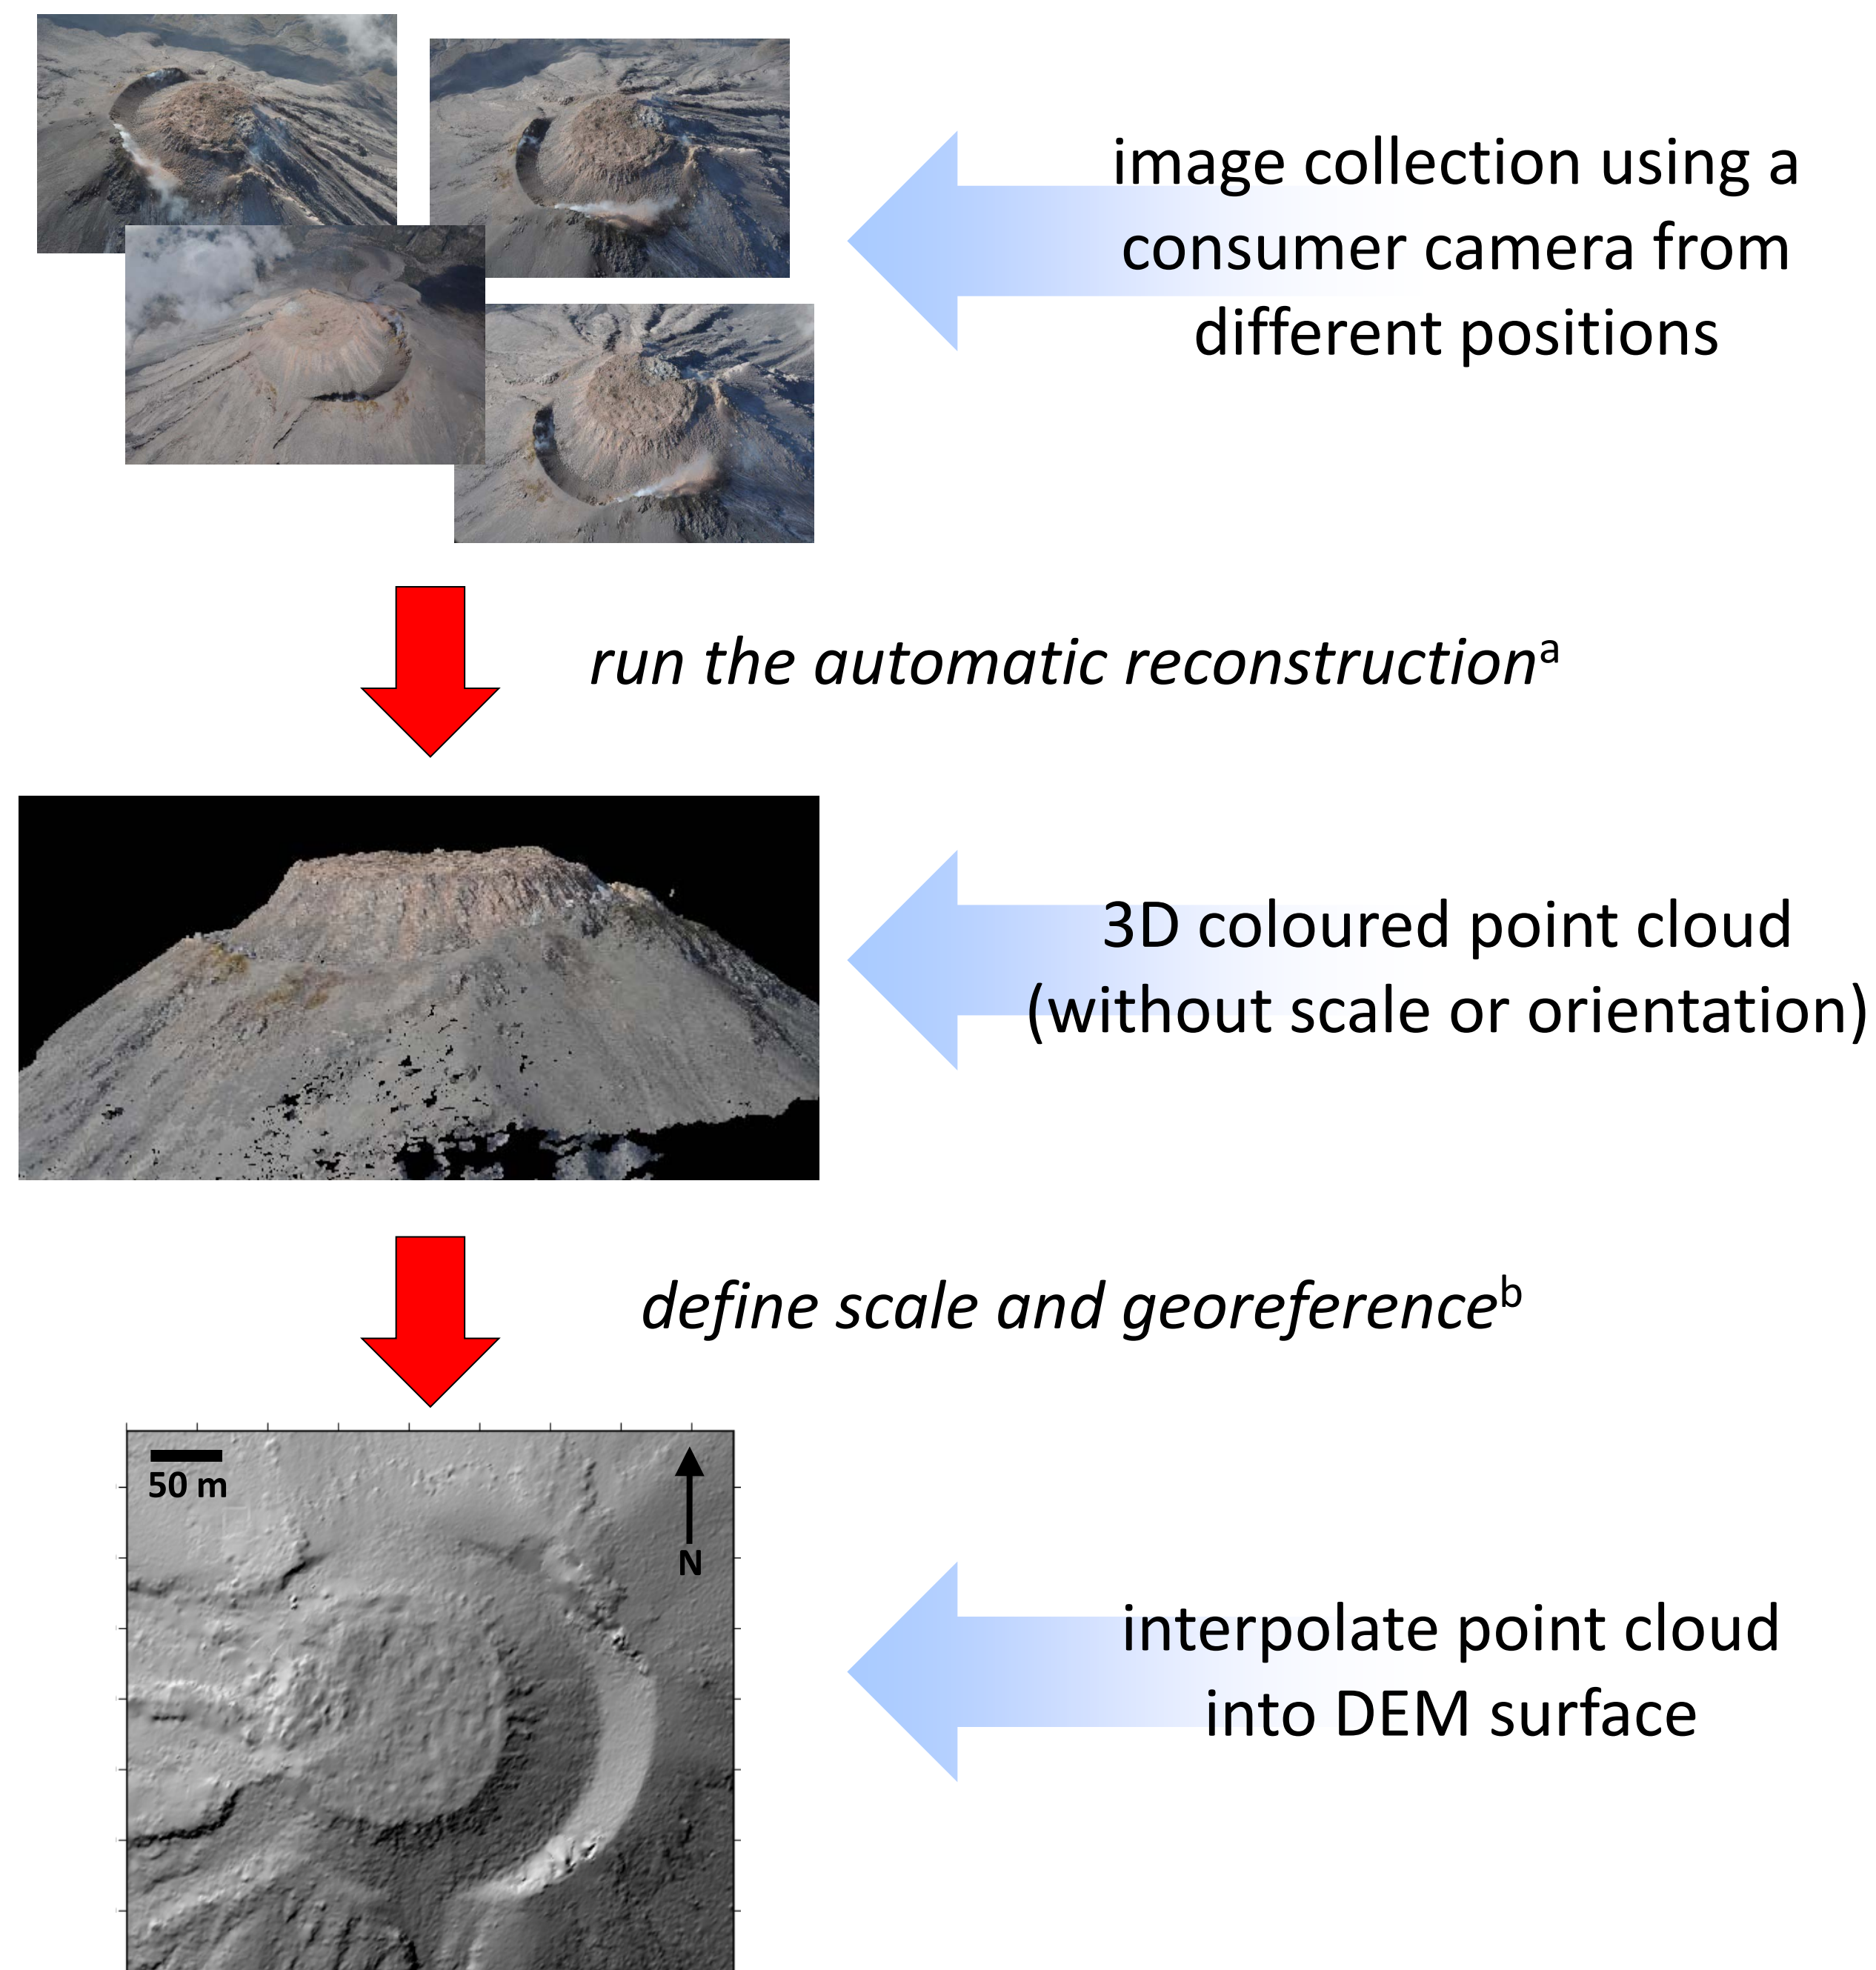 image collection using a
consumer camera from
different positions
run the automatic reconstructionᵃ
3D coloured point cloud
(without scale or orientation)
define scale and georeferenceᵇ
50 m
N
interpolate point cloud
into DEM surface